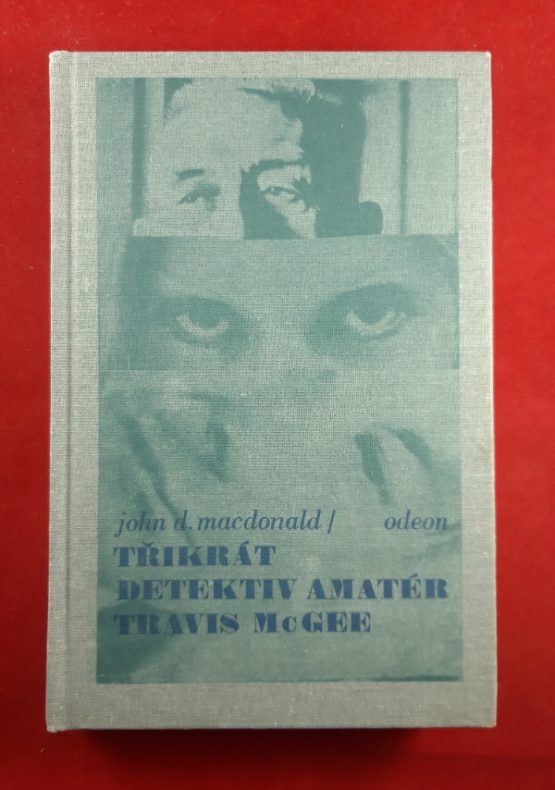 john d. macdonald / odeon
TŘIKRÁT
DETEKTIV AMATÉR
TRAVIS McGEE